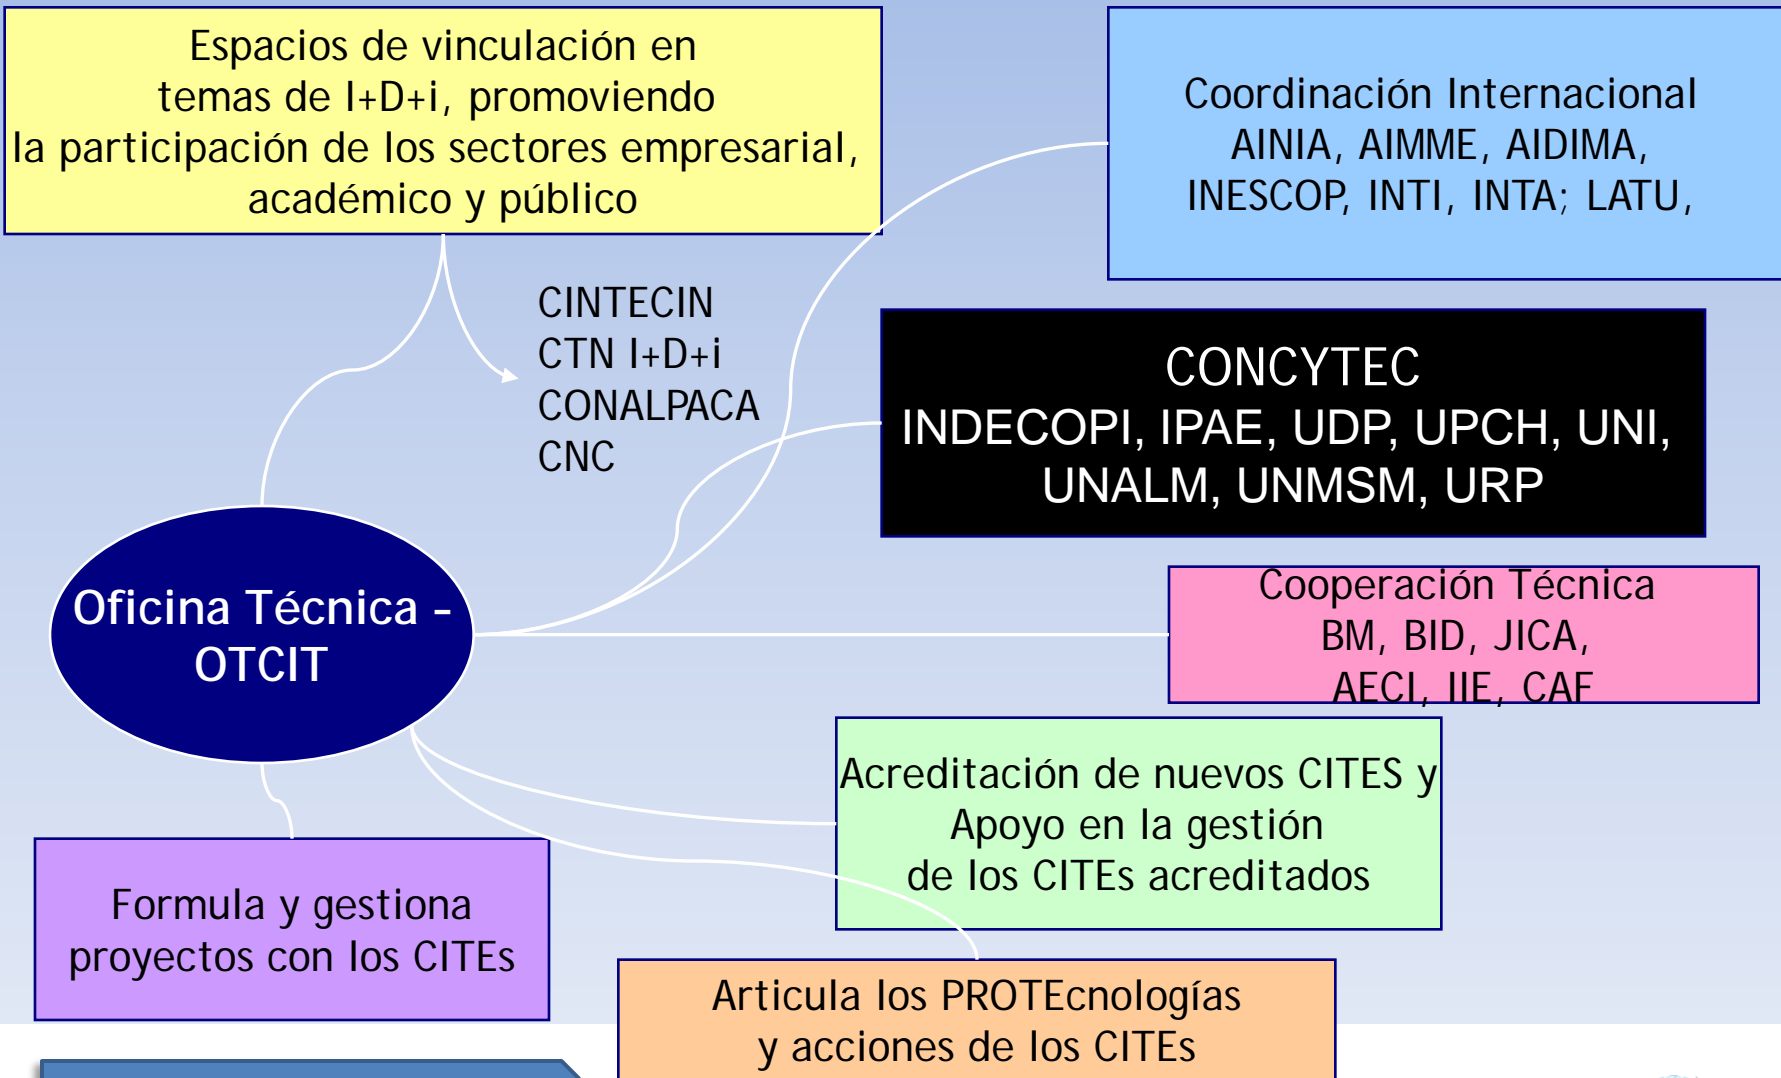 Espacios de vinculación en
temas de I+D+i, promoviendo
la participación de los sectores empresarial,
académico y público
Coordinación Internacional
AINIA, AIMME, AIDIMA,
INESCOP, INTI, INTA; LATU,
CINTECIN
CTN I+D+i
CONALPACA
CNC
CONCYTEC
INDECOPI, IPAE, UDP, UPCH, UNI,
UNALM, UNMSM, URP
Oficina Técnica -
OTCIT
Cooperación Técnica
BM, BID, JICA,
AECI, IIE, CAF
Acreditación de nuevos CITES y
Apoyo en la gestión
de los CITEs acreditados
Formula y gestiona
proyectos con los CITEs
Articula los PROTEcnologías
y acciones de los CITEs